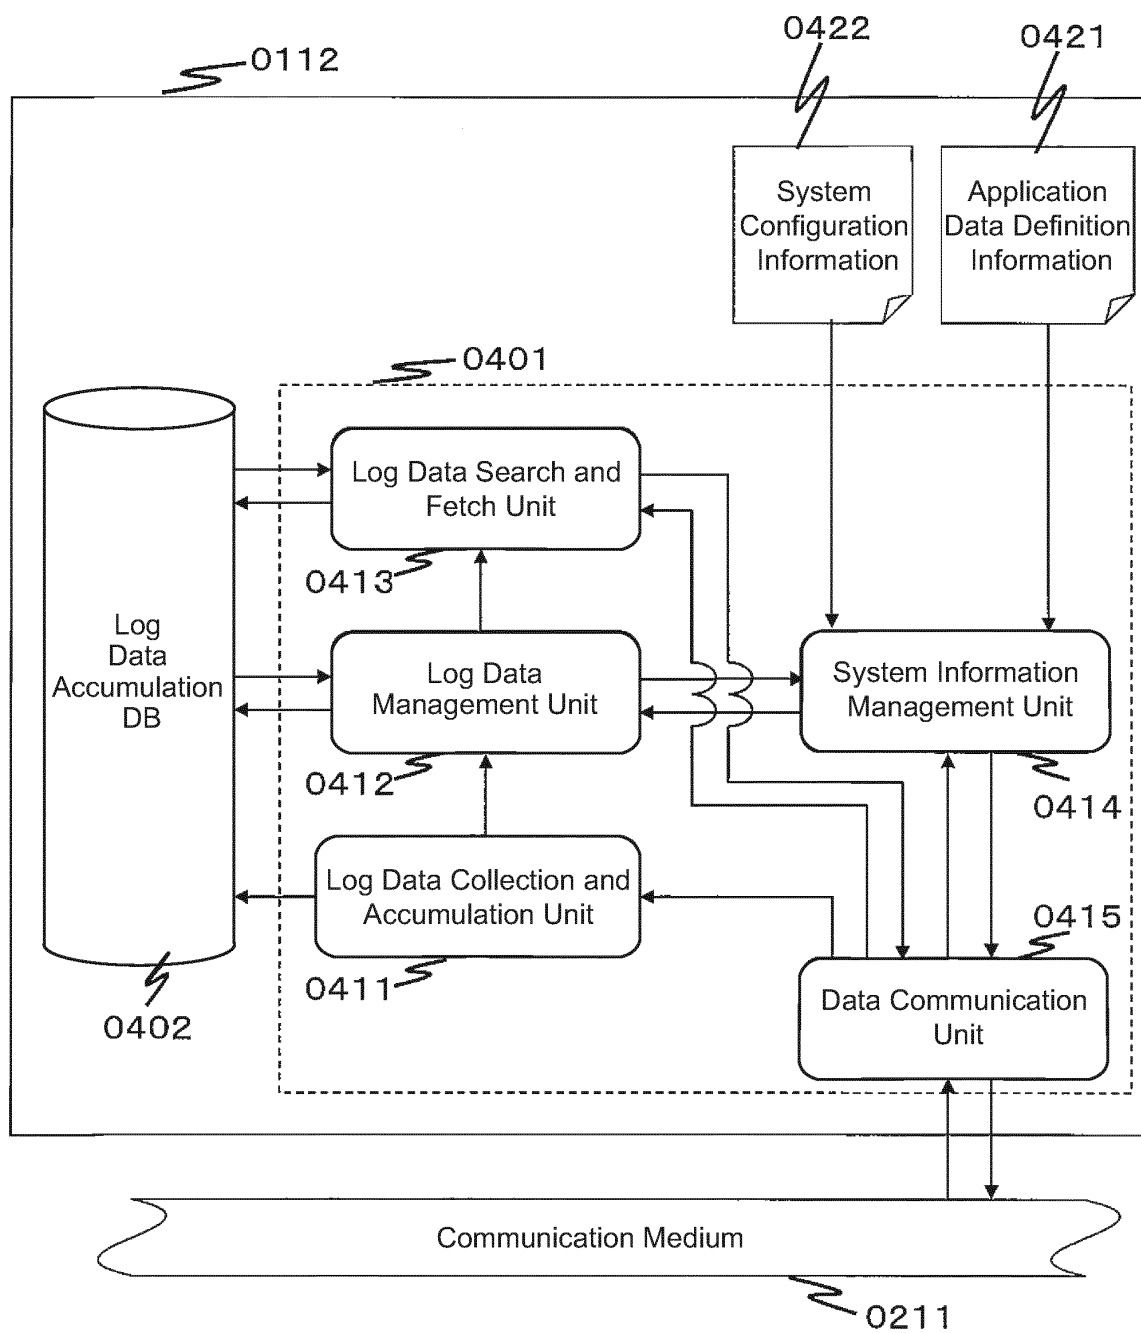 0422
0421
0112
System
Configuration
Information
Application
Data Definition
Information
0401
Log Data Search and
Fetch Unit
0413
Log
Data
Accumulation
DB
Log Data
Management Unit
System Information
Management Unit
0412
0414
Log Data Collection and
Accumulation Unit
0415
0411
Data Communication
Unit
0402
Communication Medium
0211